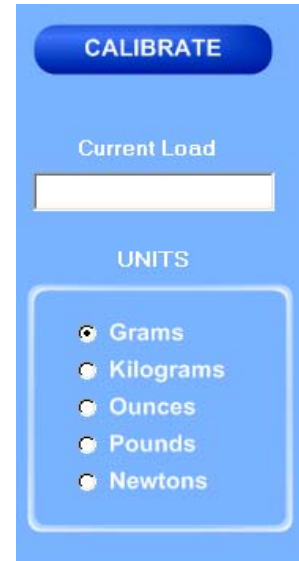 CALIBRATE
Current Load
UNITS
Grams
Kilograms
Ounces
Pounds
Newtons